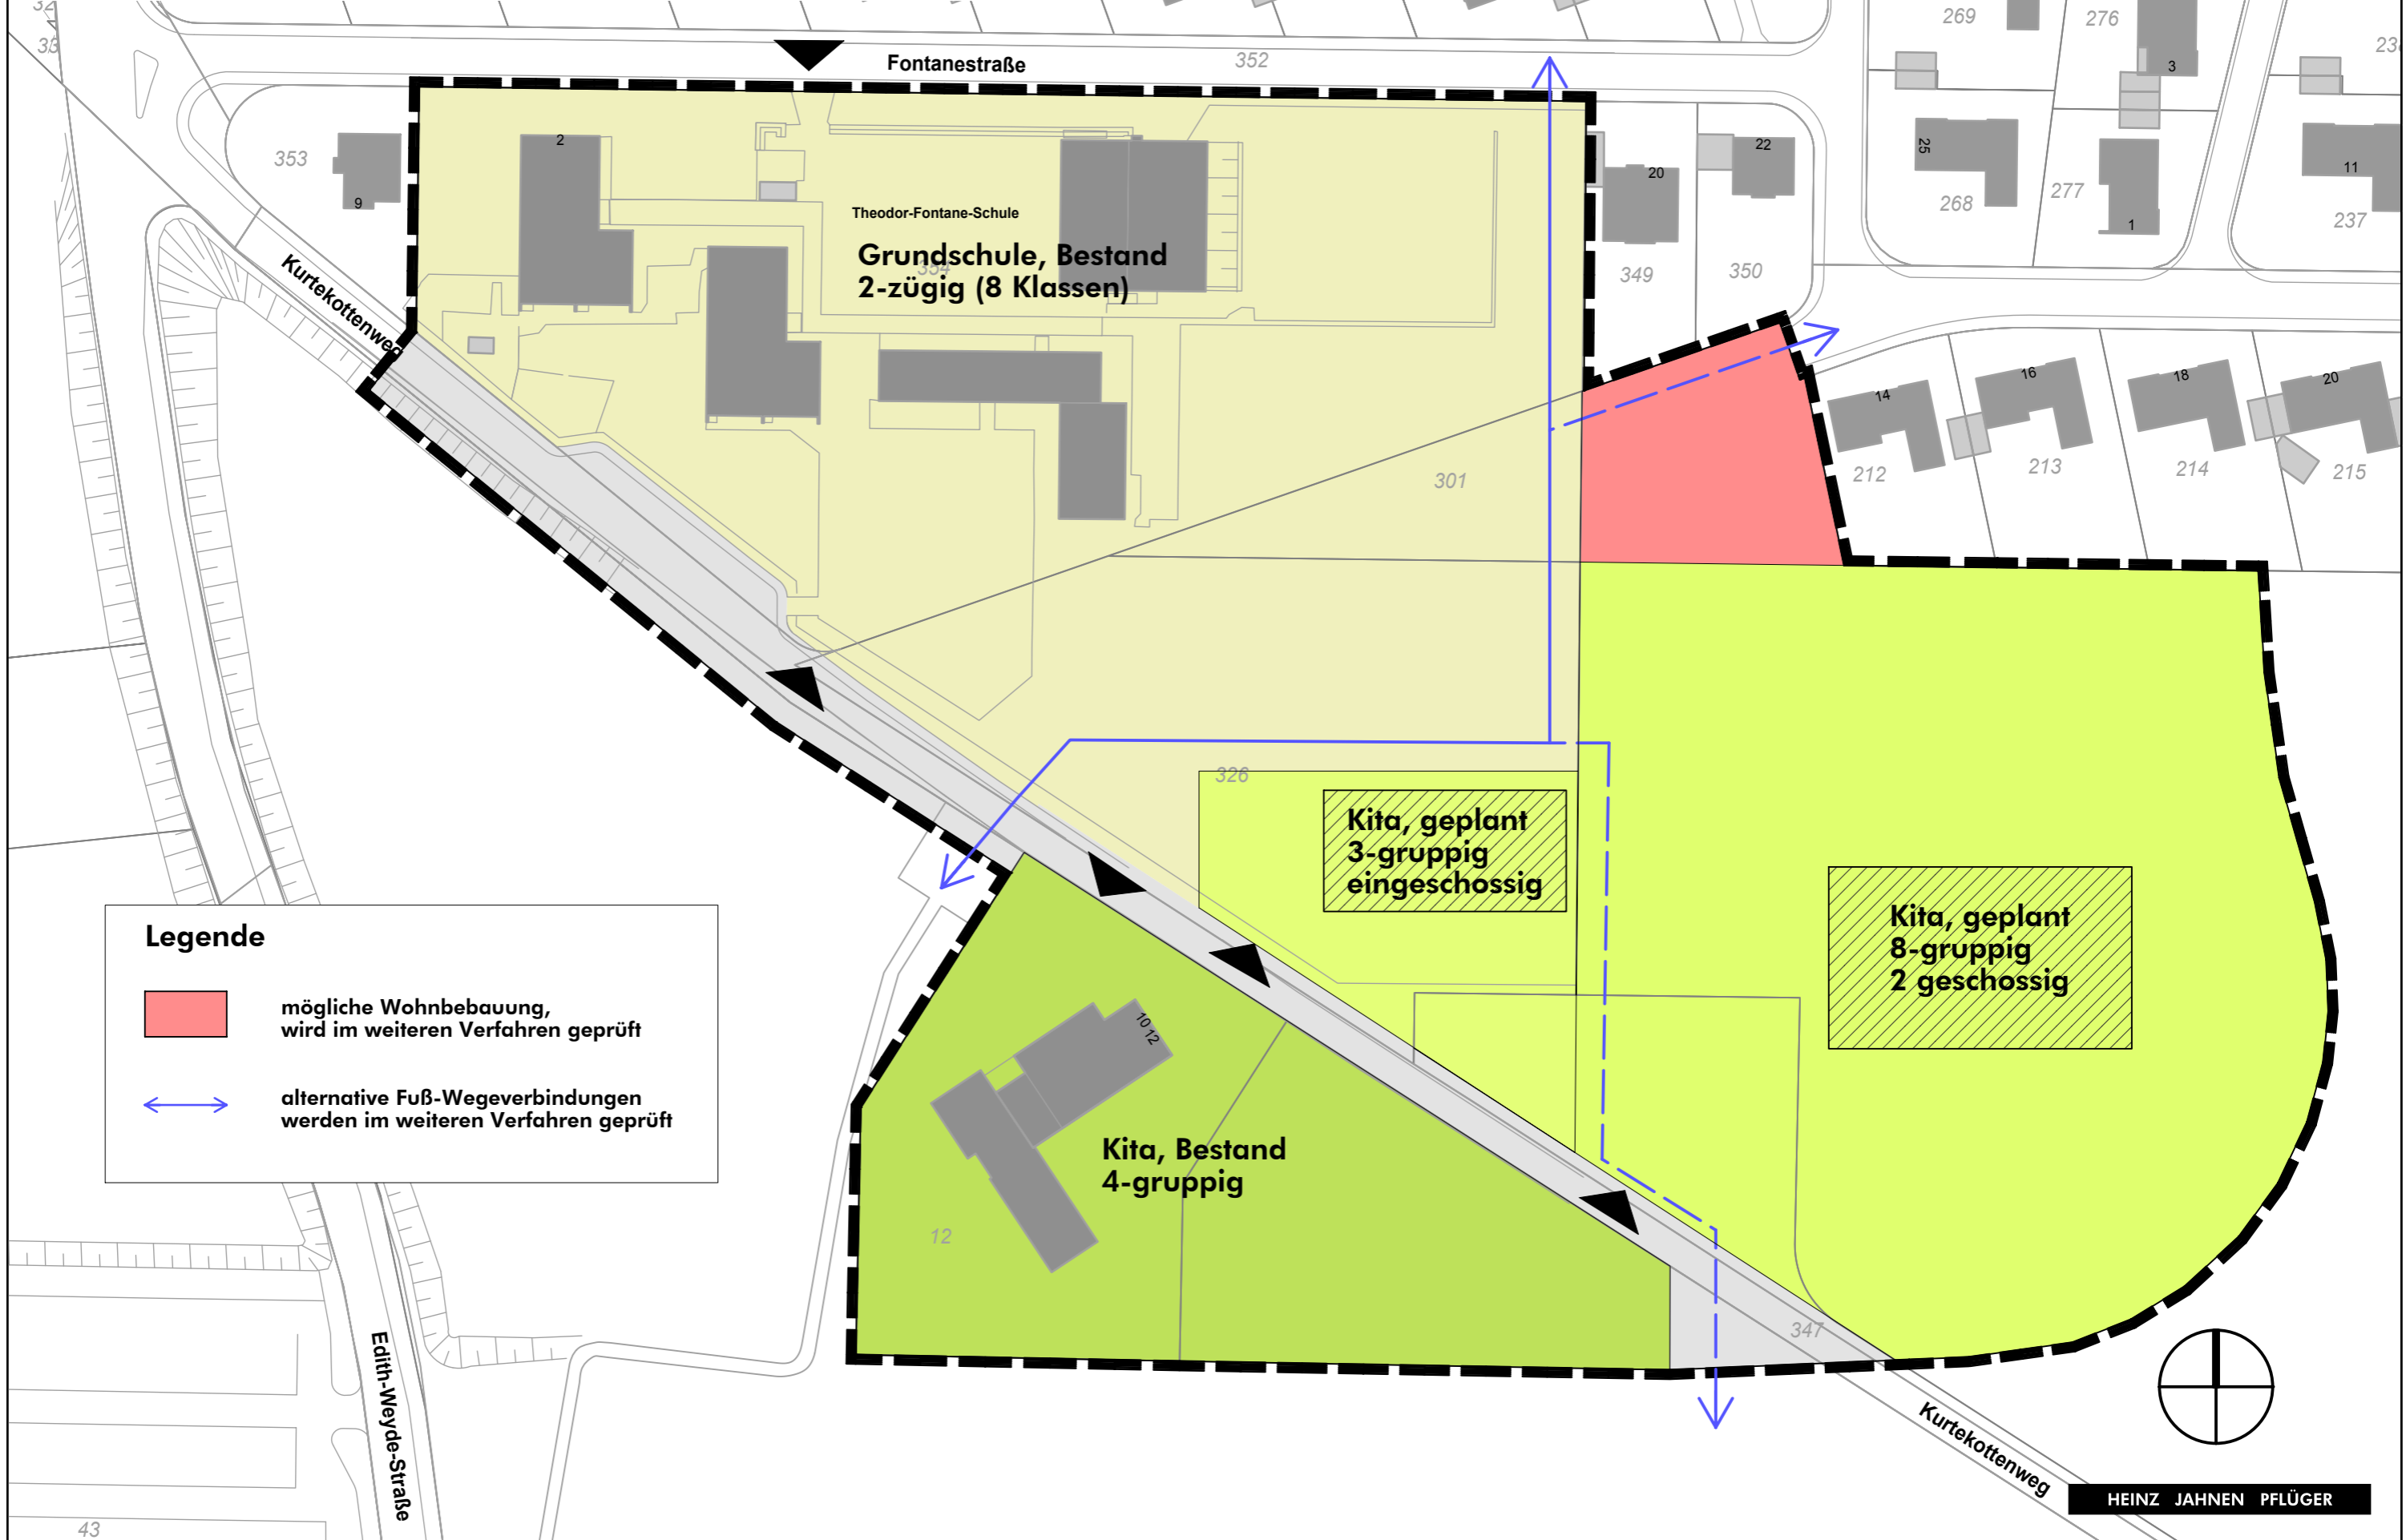 32
33
352
Fontanestraße
269
276
3
23
353
9
2
Theodor-Fontane-Schule
Grundschule, Bestand
354
2-zügig (8 Klassen)
20
22
25
268
277
1
11
237
349
350
Kurtekottenweg
14
16
18
20
212
213
214
215
301
326
Kita, geplant
3-gruppig
eingeschossig
Kita, geplant
8-gruppig
2 geschossig
Legende
mögliche Wohnbebauung,
wird im weiteren Verfahren geprüft
alternative Fuß-Wegeverbindungen
werden im weiteren Verfahren geprüft
10 12
Kita, Bestand
4-gruppig
12
347
Edith-Weyde-Straße
Kurtekottenweg
43
HEINZ JAHNEN PFLÜGER